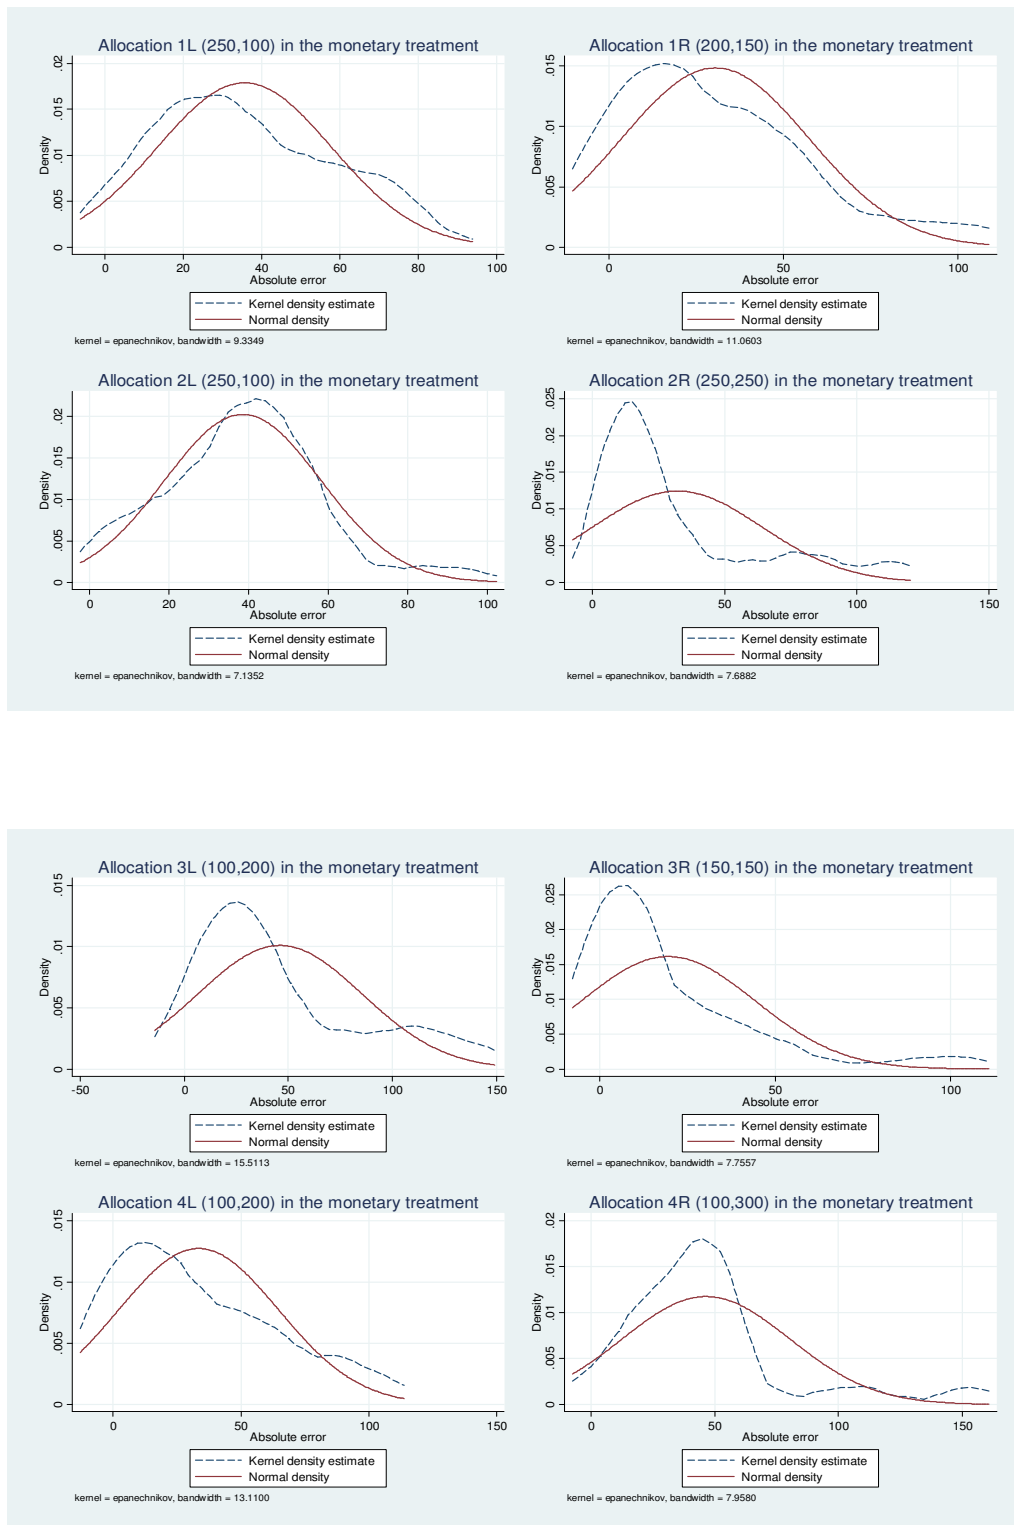 Allocation 1L (250,100) in the monetary treatment
Density
0 .005 .01 .015 .02
0 20 40 60 80 100
Absolute error
Kernel density estimate
Normal density
kernel = epanechnikov, bandwidth = 9.3349
Allocation 1R (200,150) in the monetary treatment
Density
0 .005 .01 .015
0 50 100
Absolute error
Kernel density estimate
Normal density
kernel = epanechnikov, bandwidth = 11.0603
Allocation 2L (250,100) in the monetary treatment
Density
0 .005 .01 .015 .02
0 20 40 60 80 100
Absolute error
Kernel density estimate
Normal density
kernel = epanechnikov, bandwidth = 7.1352
Allocation 2R (250,250) in the monetary treatment
Density
0 .005 .01 .015 .02 .025
0 50 100 150
Absolute error
Kernel density estimate
Normal density
kernel = epanechnikov, bandwidth = 7.6882
Allocation 3L (100,200) in the monetary treatment
Density
0 .005 .01 .015
-50 0 50 100 150
Absolute error
Kernel density estimate
Normal density
kernel = epanechnikov, bandwidth = 15.5113
Allocation 3R (150,150) in the monetary treatment
Density
0 .005 .01 .015 .02 .025
0 50 100
Absolute error
Kernel density estimate
Normal density
kernel = epanechnikov, bandwidth = 7.7557
Allocation 4L (100,200) in the monetary treatment
Density
0 .005 .01 .015
0 50 100 150
Absolute error
Kernel density estimate
Normal density
kernel = epanechnikov, bandwidth = 13.1100
Allocation 4R (100,300) in the monetary treatment
Density
0 .005 .01 .015 .02
0 50 100 150
Absolute error
Kernel density estimate
Normal density
kernel = epanechnikov, bandwidth = 7.9580